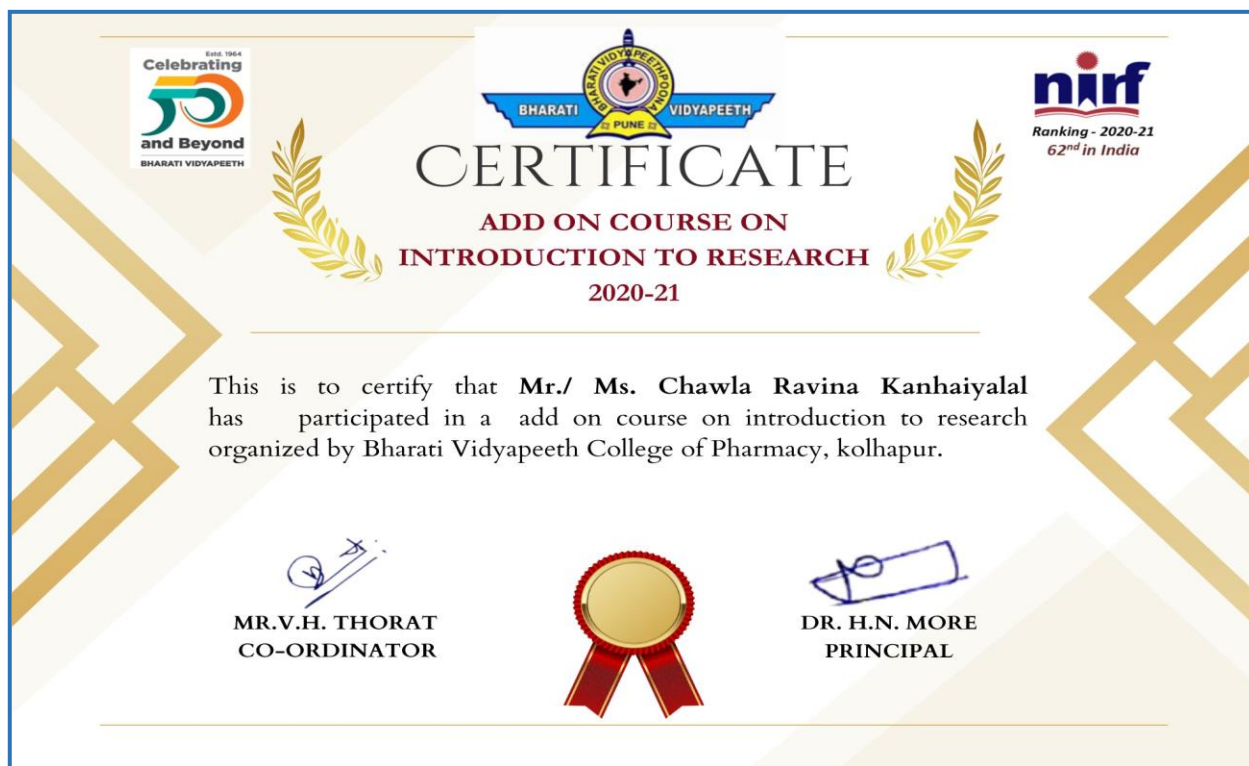 Estd. 1964
Celebrating
50
and Beyond
BHARATI VIDYAPEETH
BHARATI VIDYAPEETH POONA
BHARATI VIDYAPEETH
PUNE
nirf
Ranking - 2020-21
62nd in India
CERTIFICATE
ADD ON COURSE ON
INTRODUCTION TO RESEARCH
2020-21
This is to certify that Mr./ Ms. Chawla Ravina Kanhaiyalal
has participated in a add on course on introduction to research
organized by Bharati Vidyapeeth College of Pharmacy, kolhapur.
MR.V.H. THORAT
CO-ORDINATOR
DR. H.N. MORE
PRINCIPAL